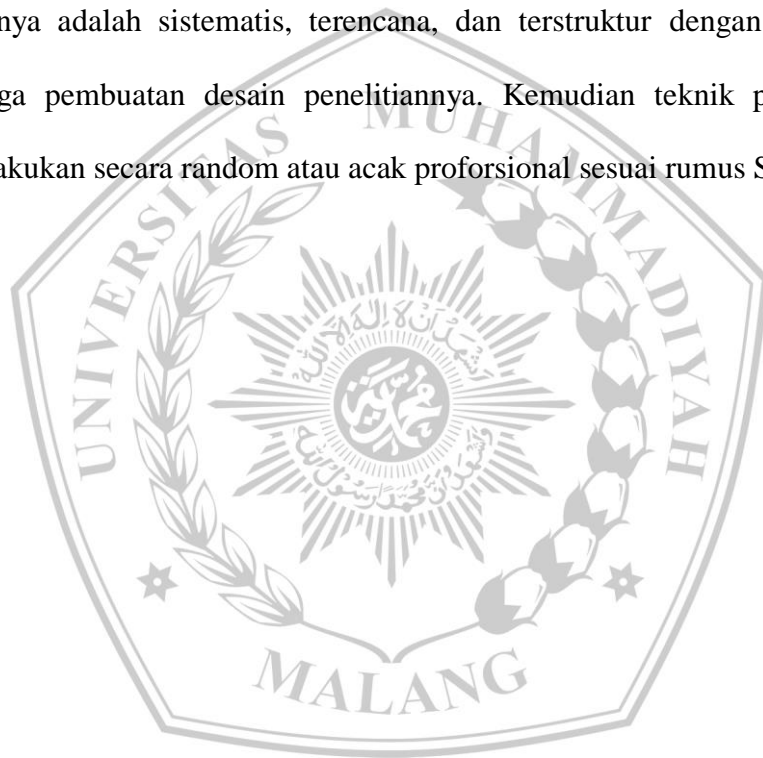 nya adalah sistematis, terencana, dan terstruktur dengan
ga pembuatan desain penelitiannya. Kemudian teknik p
akukan secara random atau acak proforsional sesuai rumus S
UNIVERSITAS MUHAMMADIYAH
MALANG